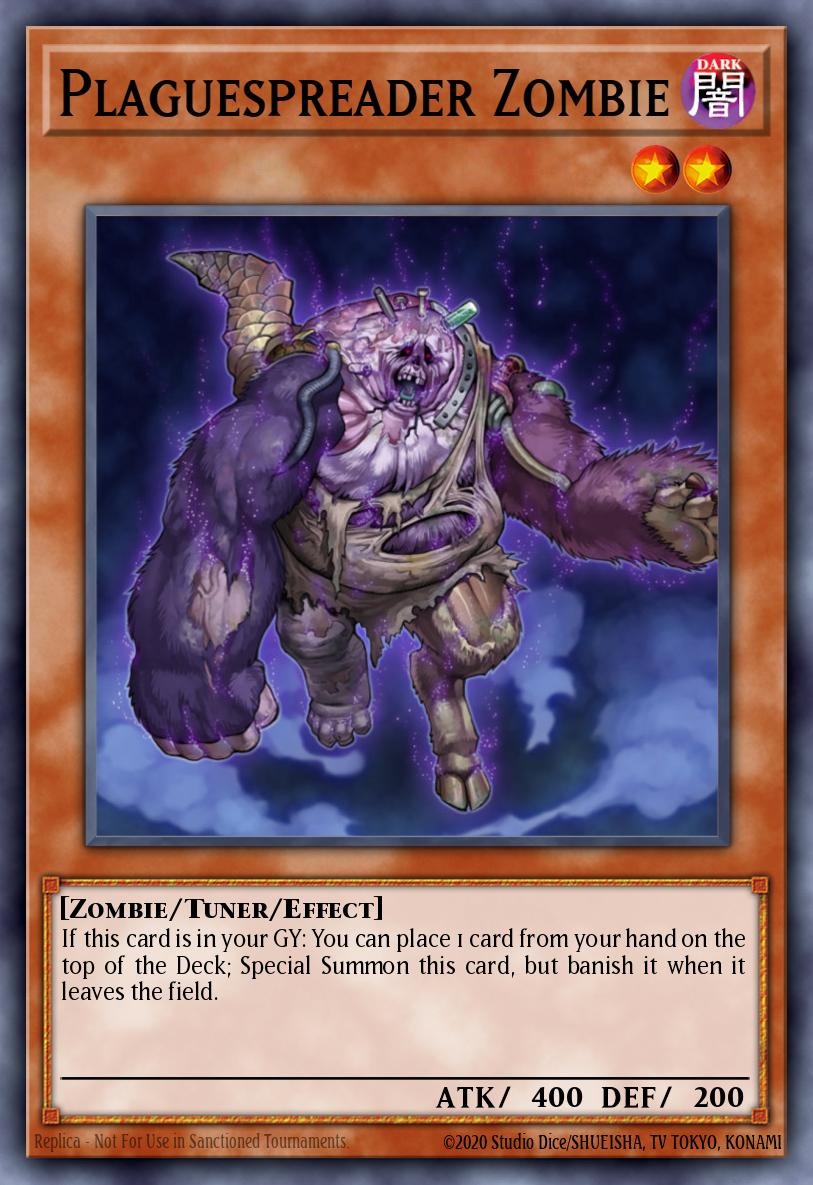 Plaguespreader Zombie
DARK
闇
[Zombie/Tuner/Effect]
If this card is in your GY: You can place 1 card from your hand on the
top of the Deck; Special Summon this card, but banish it when it
leaves the field.
ATK/ 400 DEF/ 200
Replica - Not For Use in Sanctioned Tournaments.
©2020 Studio Dice/SHUEISHA, TV TOKYO, KONAMI